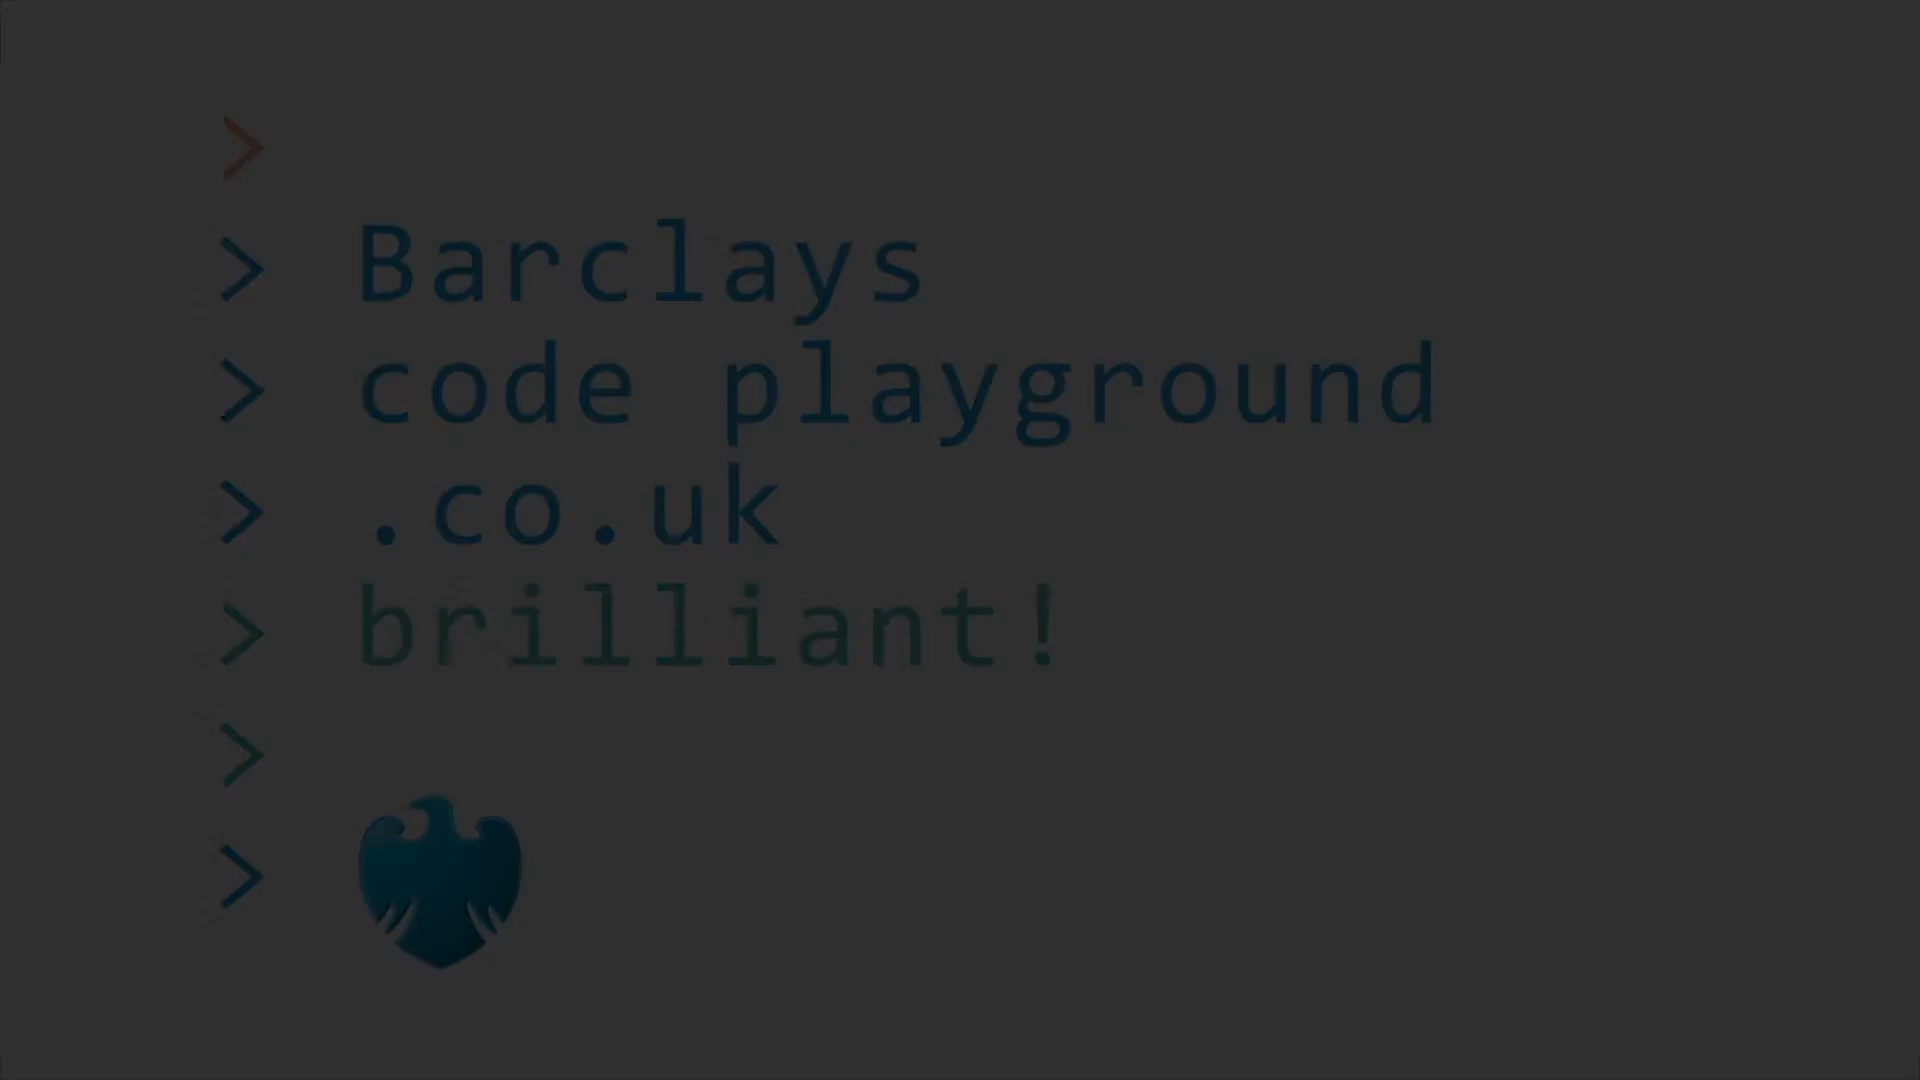 >
> Barclays
> code playground
> .co.uk
> brilliant!
>
>